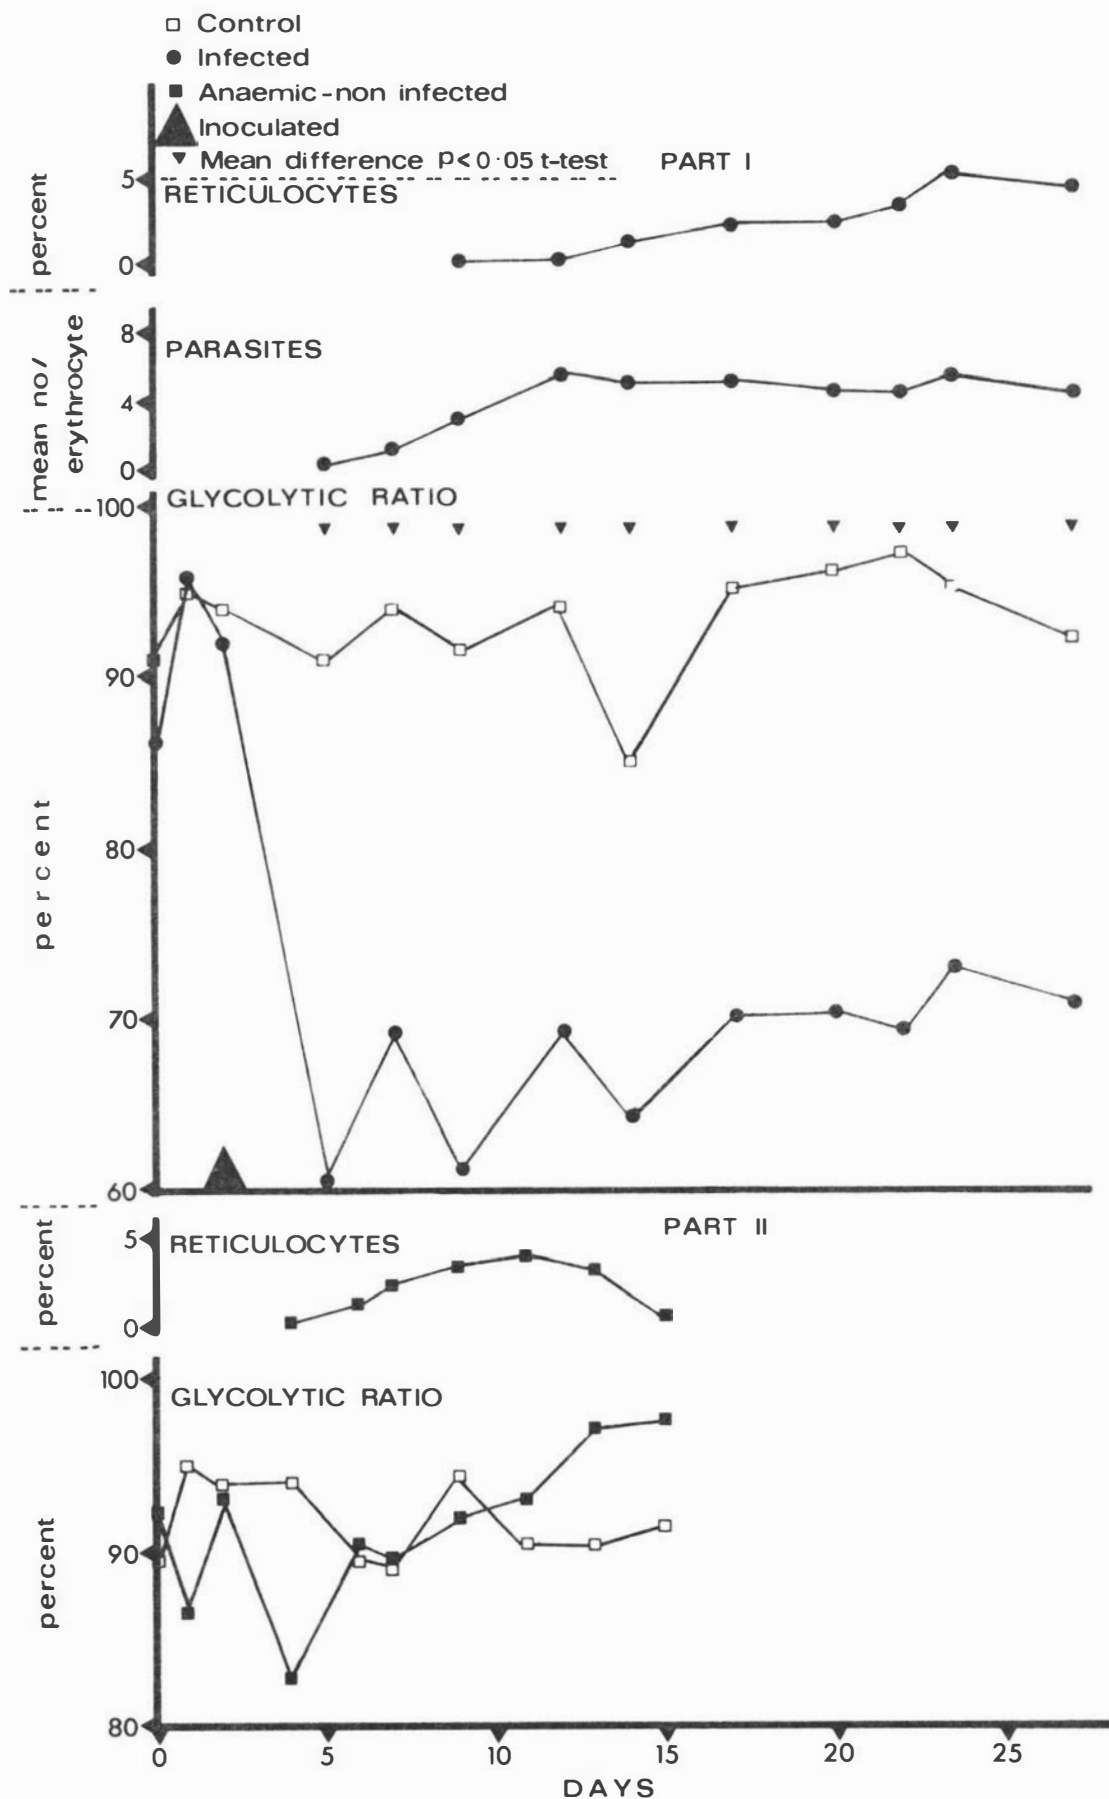 Control
Infected
Anaemic-non infected
Inoculated
Mean difference p<0·05 t-test PART I
5
RETICULOCYTES
percent
0
mean no/
erythrocyte
8
PARASITES
4
0
100
GLYCOLYTIC RATIO
90
percent
80
70
60
PART II
5
RETICULOCYTES
percent
0
100
GLYCOLYTIC RATIO
90
percent
80
0 5 10 15 20 25
DAYS